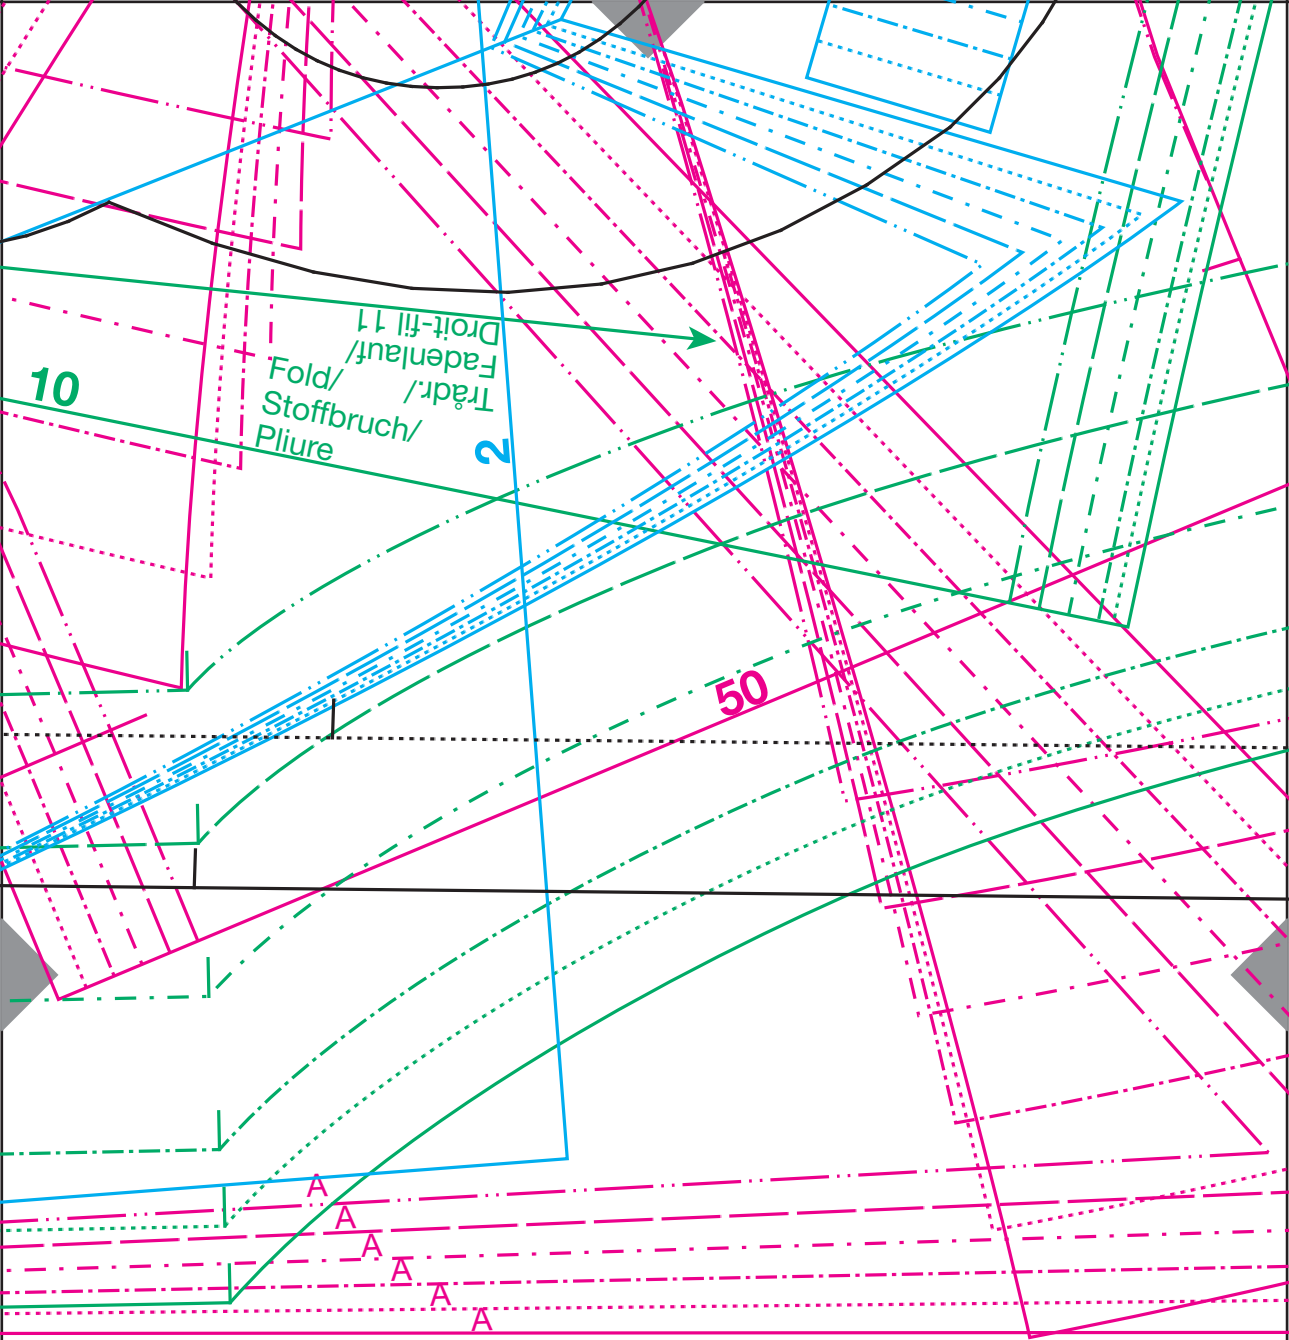 Droit-fil 11
Fadenlauf/
Trådr./
10
Fold/
Stoffbruch/
Pliure
2
50
A
A
A
A
A
A